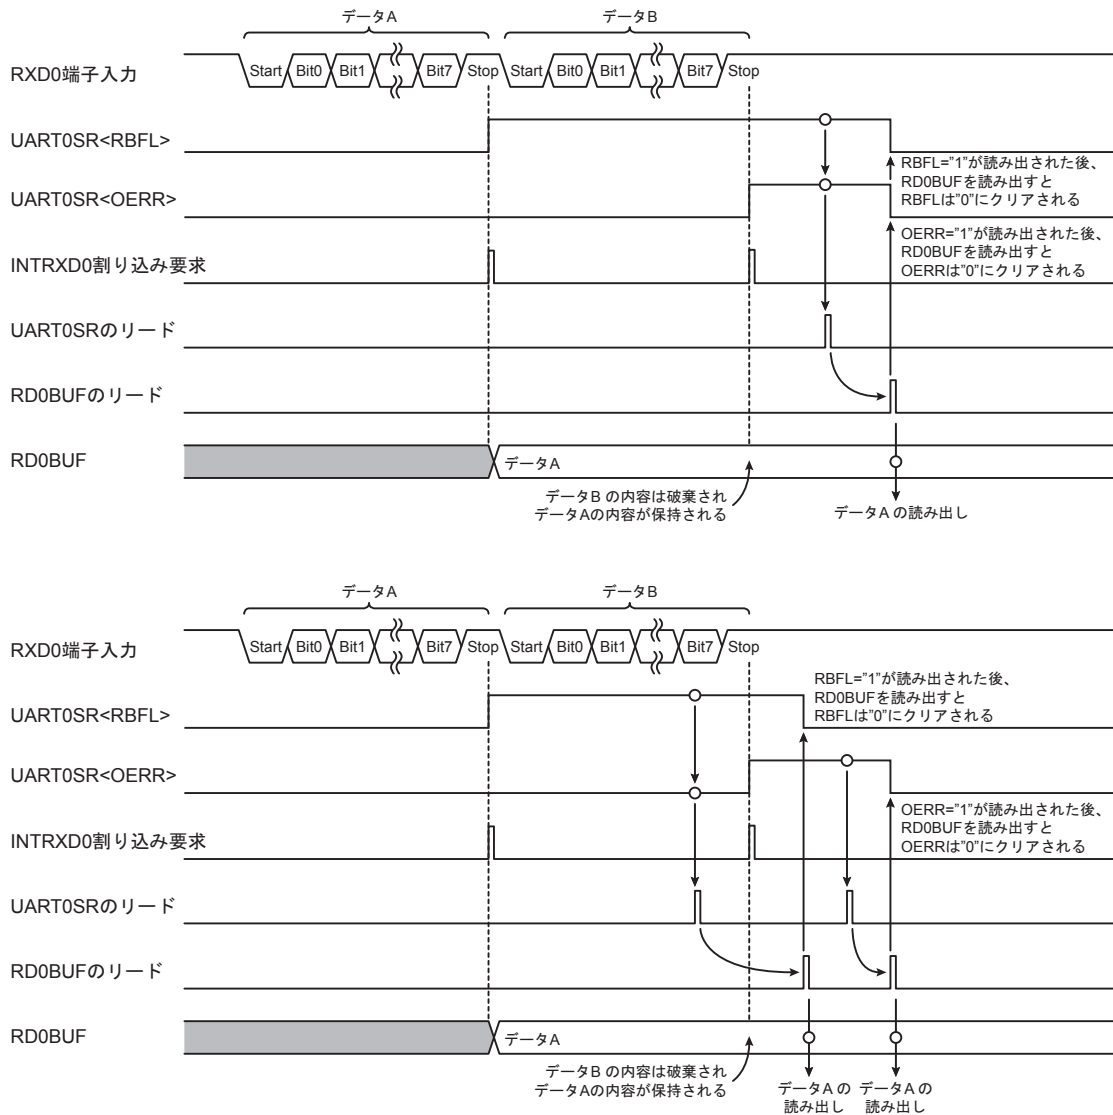 データA
データB
RXD0端子入力
Start Bit0 Bit1 Bit7 Stop Start Bit0 Bit1 Bit7 Stop
UART0SR<RBFL>
RBFL="1"が読み出された後、
RD0BUFを読み出すと
RBFLは"0"にクリアされる
UART0SR<OERR>
OERR="1"が読み出された後、
RD0BUFを読み出すと
OERRは"0"にクリアされる
INTRXD0割り込み要求
UART0SRのリード
RD0BUFのリード
RD0BUF
データA
データB の内容は破棄され
データAの内容が保持される
データA の読み出し
データA
データB
RXD0端子入力
Start Bit0 Bit1 Bit7 Stop Start Bit0 Bit1 Bit7 Stop
RBFL="1"が読み出された後、
RD0BUFを読み出すと
RBFLは"0"にクリアされる
UART0SR<RBFL>
UART0SR<OERR>
OERR="1"が読み出された後、
RD0BUFを読み出すと
OERRは"0"にクリアされる
INTRXD0割り込み要求
UART0SRのリード
RD0BUFのリード
RD0BUF
データA
データB の内容は破棄され
データAの内容が保持される
データA の
読み出し
データA の
読み出し